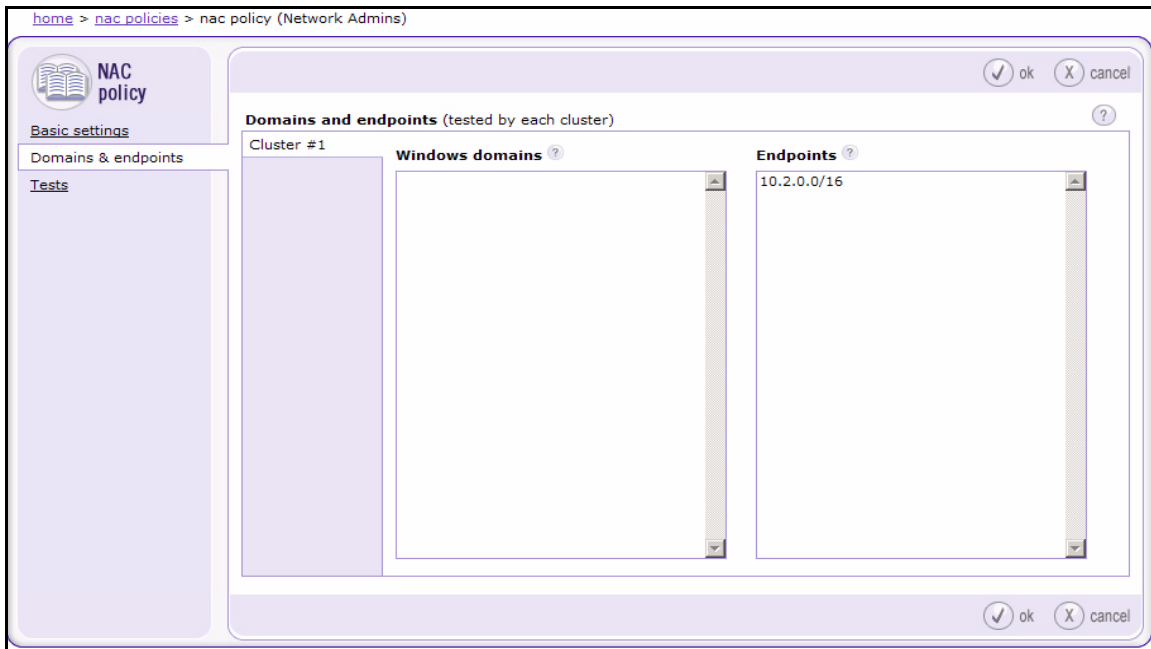 home > nac policies > nac policy (Network Admins)
NAC
policy
Basic settings
Domains & endpoints
Tests
✓ ok X cancel
Domains and endpoints (tested by each cluster) ?
Cluster #1
Windows domains ?
Endpoints ?
10.2.0.0/16
✓ ok X cancel